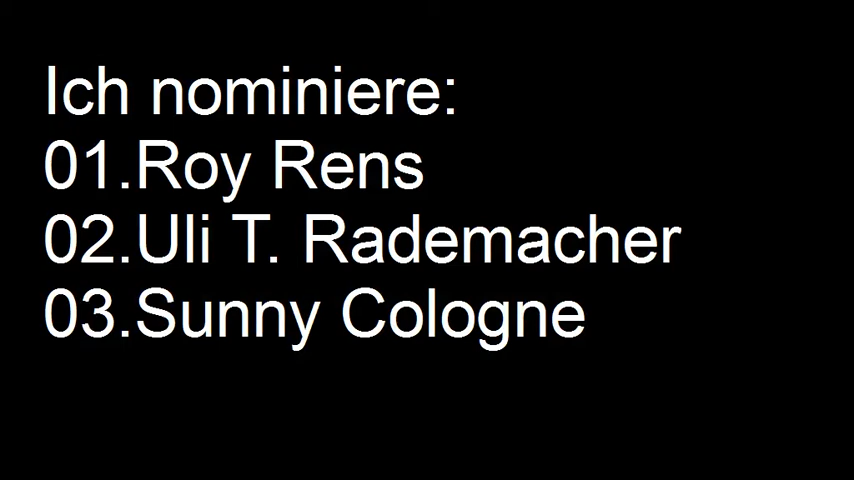 Ich nominiere:
01.Roy Rens
02.Uli T. Rademacher
03.Sunny Cologne